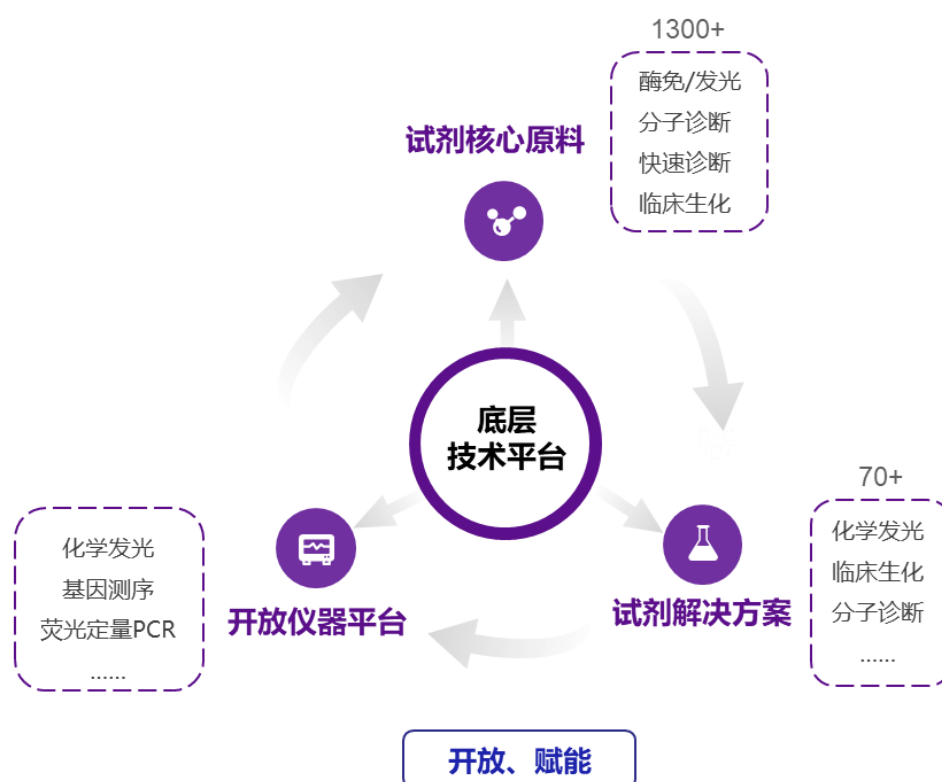 1300+
酶免/发光
分子诊断
快速诊断
临床生化
试剂核心原料
底层
技术平台
70+
化学发光
临床生化
分子诊断
......
试剂解决方案
化学发光
基因测序
荧光定量PCR
......
开放仪器平台
开放、赋能